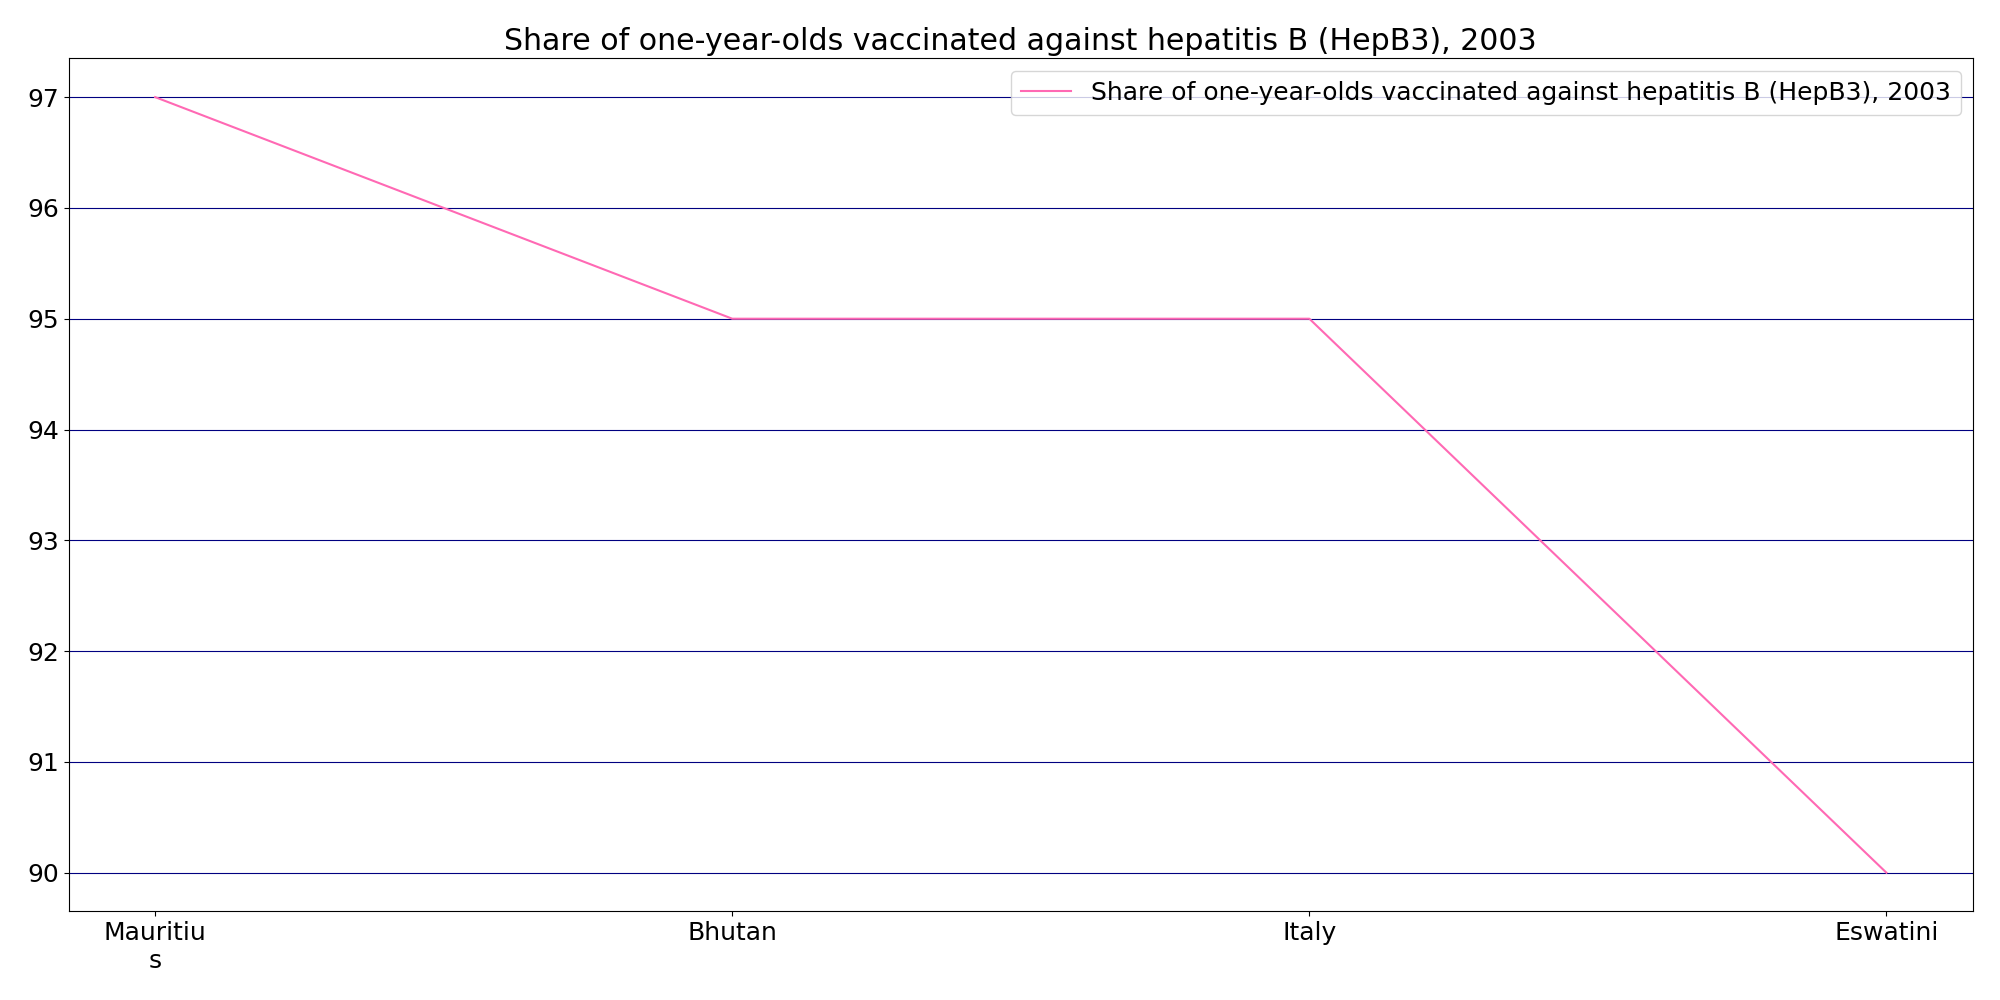 Share of one-year-olds vaccinated against hepatitis B (HepB3), 2003
Share of one-year-olds vaccinated against hepatitis B (HepB3), 2003
97
96
95
94
93
92
91
90
Mauritiu
s
Bhutan
Italy
Eswatini